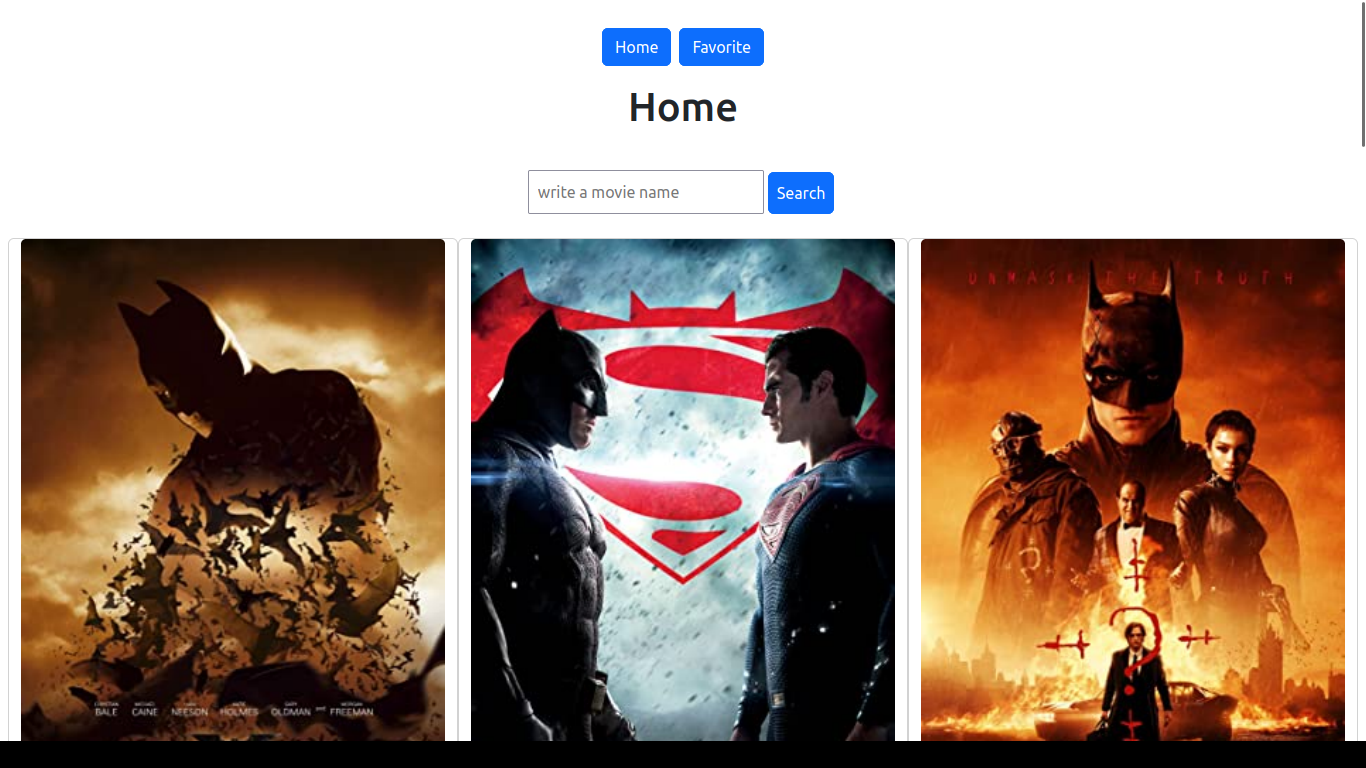 Home Favorite
Home
write a movie name Search
UNMASK THE TRUTH
CHRISTIAN BALE MICHAEL CAINE LIAM NEESON KATIE HOLMES GARY OLDMAN and MORGAN FREEMAN